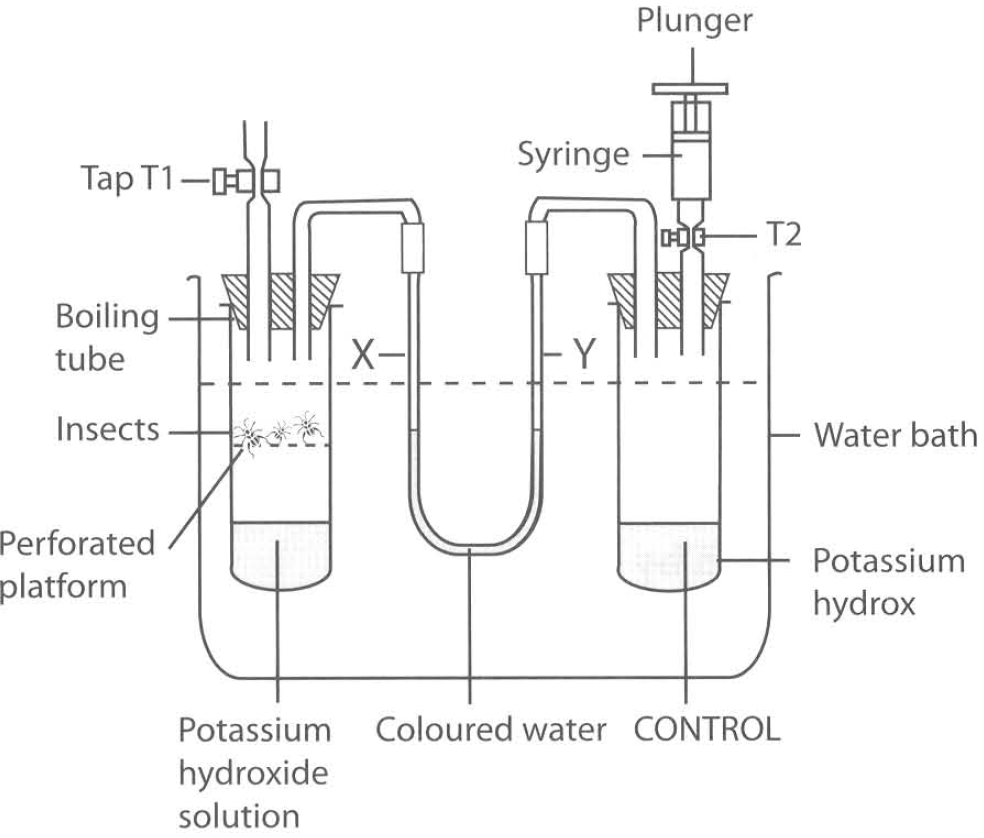 Plunger
Syringe
Tap T1
T2
Boiling
tube
X
Y
Insects
Water bath
Perforated
platform
Potassium
hydrox
Potassium
hydroxide
solution
Coloured water
CONTROL